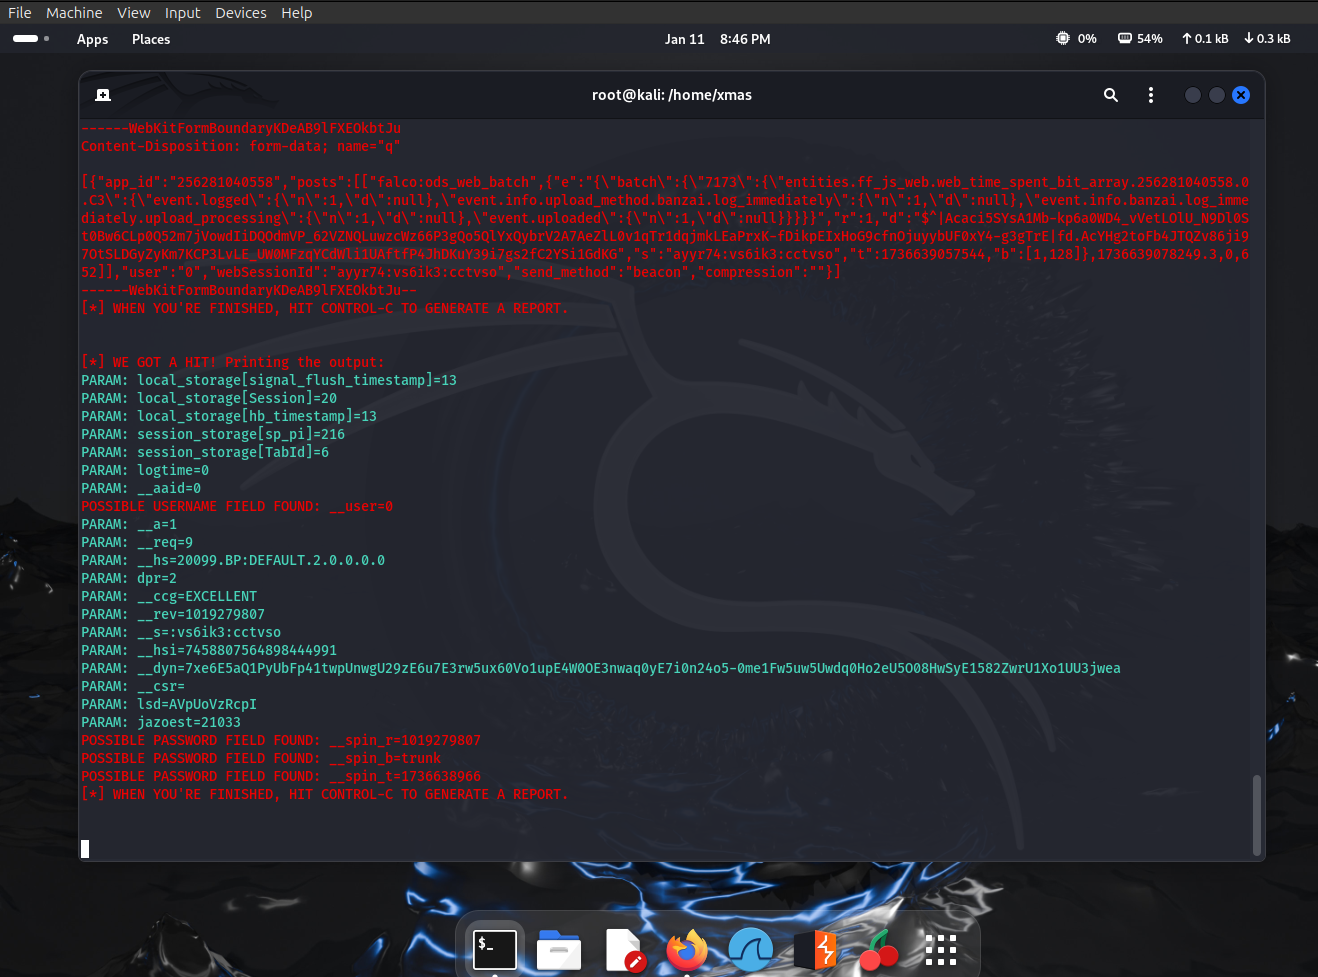 File Machine View Input Devices Help
Apps Places Jan 11 8:46 PM 0% 54% 0.1 kB 0.3 kB
root@kali: /home/xmas
------WebKitFormBoundaryKDeAB9lFXEOkbtJu
Content-Disposition: form-data; name="q"
[{"app_id":"256281040558","posts":[["falco:ods_web_batch",{"e":"{\"batch\":{\"7173\":{\"entities.ff_js_web.web_time_spent_bit_array.256281040558.0
.C3\":{\"event.logged\":{\"n\":1,\"d\":null},\"event.info.upload_method.banzai.log_immediately\":{\"n\":1,\"d\":null},\"event.info.banzai.log_imme
diately.upload_processing\":{\"n\":1,\"d\":null},\"event.uploaded\":{\"n\":1,\"d\":null}}}}}","r":1,"d":"$^|Acaci5SYsA1Mb-kp6a0WD4_vVetLOlU_N9Dl0S
t0Bw6CLp0Q52m7jVowdIiDQOdmVP_62VZNQLuwzcWz66P3gQo5QlYxQybrV2A7AeZlL0v1qTr1dqjmkLEaPrxK-fDikpEIxHoG9cfnOjuyybUF0xY4-g3gTrE|fd.AcYHg2toFb4JTQZv86ji9
7OtSLDGyZyKm7KCP3LvLE_UW0MFzqYCdWli1UAftfP4JhDKuY39i7gs2fC2YSi1GdKG","s":"ayyr74:vs6ik3:cctvso","t":1736639057544,"b":[1,128]},1736639078249.3,0,6
52]],"user":"0","webSessionId":"ayyr74:vs6ik3:cctvso","send_method":"beacon","compression":""}]
------WebKitFormBoundaryKDeAB9lFXEOkbtJu--
[*] WHEN YOU'RE FINISHED, HIT CONTROL-C TO GENERATE A REPORT.
[*] WE GOT A HIT! Printing the output:
PARAM: local_storage[signal_flush_timestamp]=13
PARAM: local_storage[Session]=20
PARAM: local_storage[hb_timestamp]=13
PARAM: session_storage[sp_pi]=216
PARAM: session_storage[TabId]=6
PARAM: logtime=0
PARAM: __aaid=0
POSSIBLE USERNAME FIELD FOUND: __user=0
PARAM: __a=1
PARAM: __req=9
PARAM: __hs=20099.BP:DEFAULT.2.0.0.0.0
PARAM: dpr=2
PARAM: __ccg=EXCELLENT
PARAM: __rev=1019279807
PARAM: __s=:vs6ik3:cctvso
PARAM: __hsi=7458807564898444991
PARAM: __dyn=7xe6E5aQ1PyUbFp41twpUnwgU29zE6u7E3rw5ux60Vo1upE4W0OE3nwaq0yE7i0n24o5-0me1Fw5uw5Uwdq0Ho2eU5O08HwSyE1582ZwrU1Xo1UU3jwea
PARAM: __csr=
PARAM: lsd=AVpUoVzRcpI
PARAM: jazoest=21033
POSSIBLE PASSWORD FIELD FOUND: __spin_r=1019279807
POSSIBLE PASSWORD FIELD FOUND: __spin_b=trunk
POSSIBLE PASSWORD FIELD FOUND: __spin_t=1736638966
[*] WHEN YOU'RE FINISHED, HIT CONTROL-C TO GENERATE A REPORT.
$_